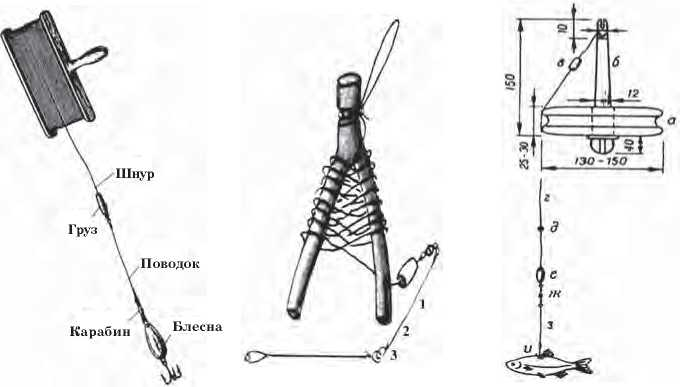 Шнур
Груз
Поводок
Карабин
Блесна
1
2
3
10
в
б
150
12
а
25-30
40
130-150
г
д
е
ж
з
и